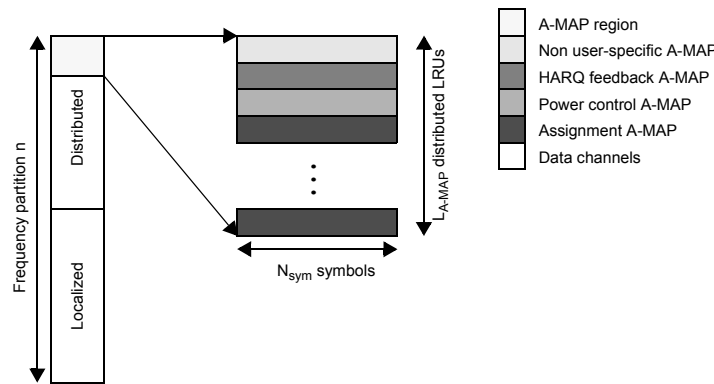 Frequency partition n
Distributed
Localized
L_A-MAP distributed LRUs
N_sym symbols
A-MAP region
Non user-specific A-MAP
HARQ feedback A-MAP
Power control A-MAP
Assignment A-MAP
Data channels